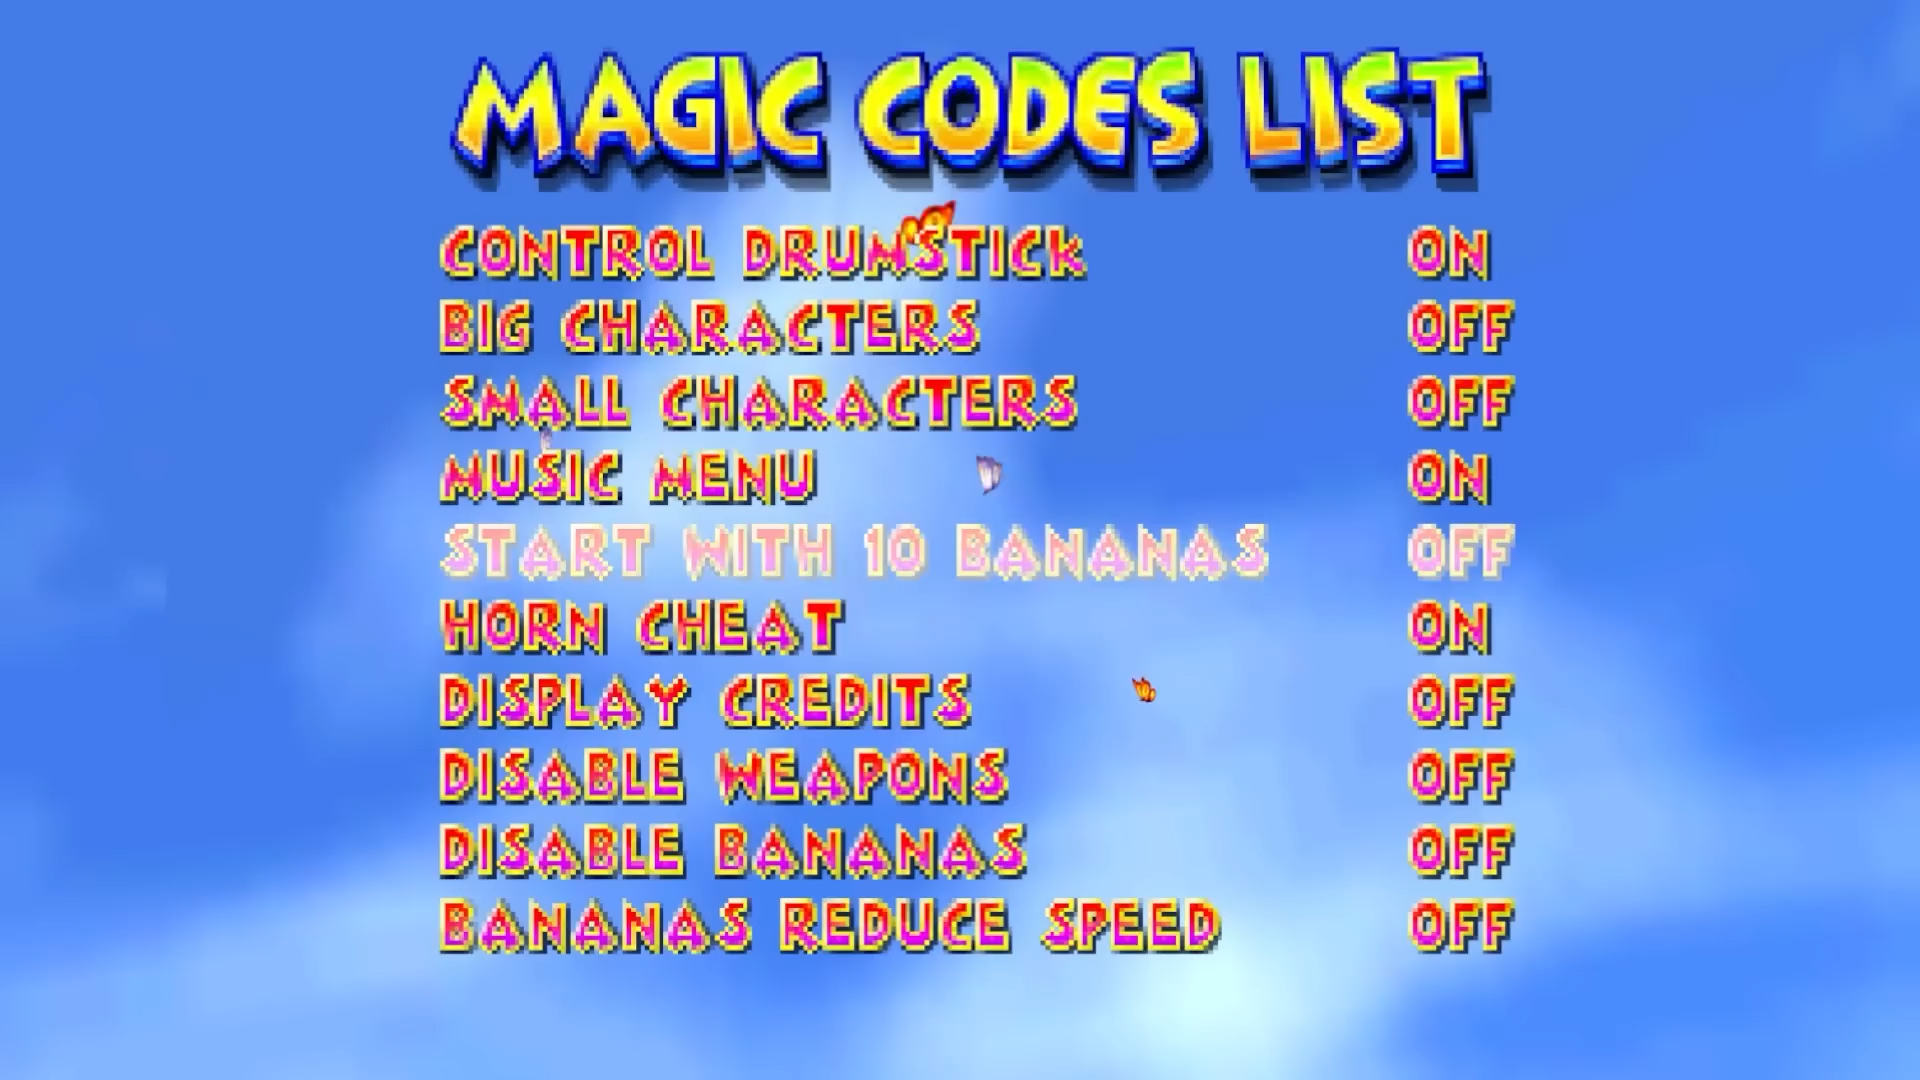 MAGIC CODES LIST
CONTROL DRUMSTICK ON
BIG CHARACTERS OFF
SMALL CHARACTERS OFF
MUSIC MENU ON
START WITH 10 BANANAS OFF
HORN CHEAT ON
DISPLAY CREDITS OFF
DISABLE WEAPONS OFF
DISABLE BANANAS OFF
BANANAS REDUCE SPEED OFF